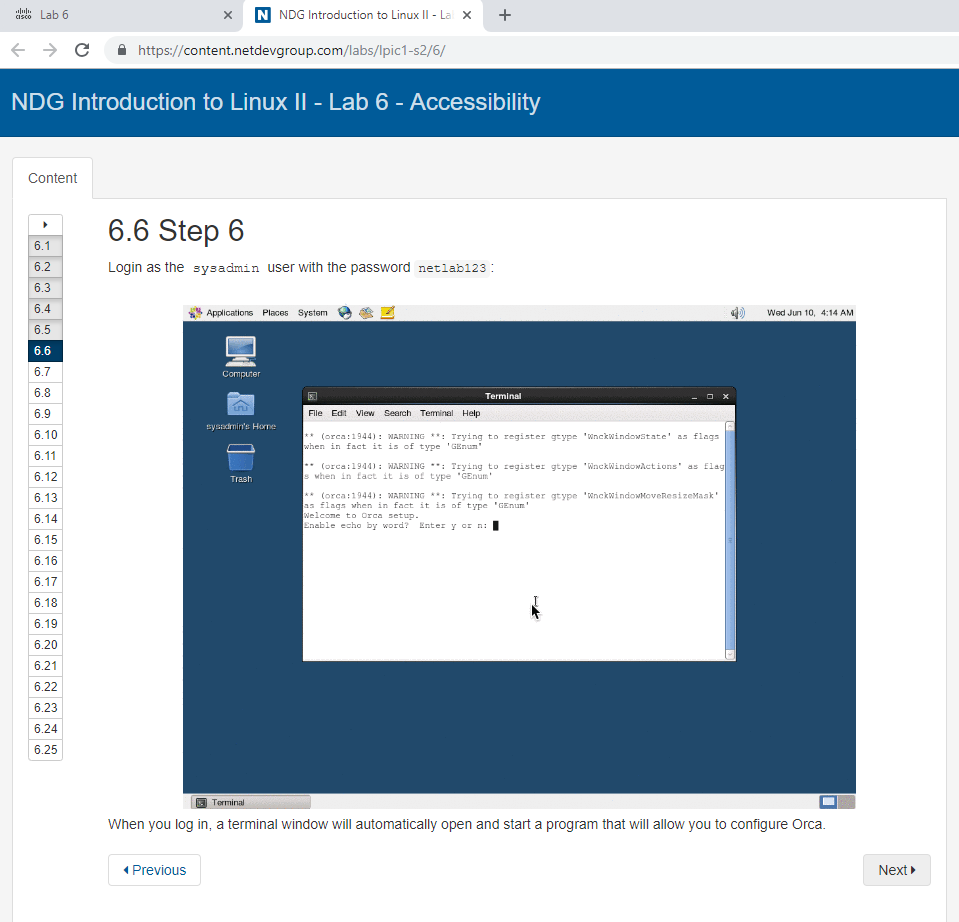 cisco Lab 6
NDG Introduction to Linux II - La
https://content.netdevgroup.com/labs/lpic1-s2/6/
NDG Introduction to Linux II - Lab 6 - Accessibility
Content
6.1
6.2
6.3
6.4
6.5
6.6
6.7
6.8
6.9
6.10
6.11
6.12
6.13
6.14
6.15
6.16
6.17
6.18
6.19
6.20
6.21
6.22
6.23
6.24
6.25
6.6 Step 6
Login as the sysadmin user with the password netlab123:
Applications Places System Wed Jun 10, 4:14 AM
Computer
sysadmin's Home
Trash
Terminal
File Edit View Search Terminal Help
** (orca:1944): WARNING **: Trying to register gtype 'WnckWindowState' as flags
when in fact it is of type 'GEnum'
** (orca:1944): WARNING **: Trying to register gtype 'WnckWindowActions' as flag
s when in fact it is of type 'GEnum'
** (orca:1944): WARNING **: Trying to register gtype 'WnckWindowMoveResizeMask'
as flags when in fact it is of type 'GEnum'
Welcome to Orca setup.
Enable echo by word? Enter y or n:
Terminal
When you log in, a terminal window will automatically open and start a program that will allow you to configure Orca.
Previous
Next